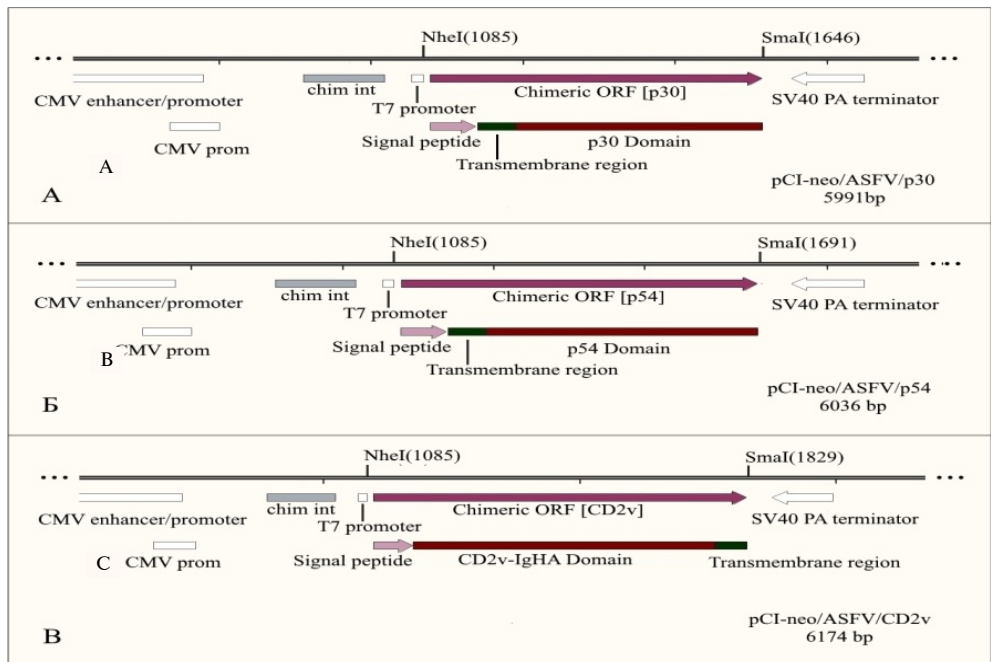 NheI(1085) SmaI(1646)
... ...
CMV enhancer/promoter chim int Chimeric ORF [p30] SV40 PA terminator
T7 promoter
CMV prom Signal peptide p30 Domain
A Transmembrane region
pCI-neo/ASFV/p30
А 5991bp
NheI(1085) SmaI(1691)
... ...
CMV enhancer/promoter chim int Chimeric ORF [p54] SV40 PA terminator
T7 promoter
B CMV prom Signal peptide p54 Domain
Transmembrane region
pCI-neo/ASFV/p54
Б 6036 bp
NheI(1085) SmaI(1829)
... ...
CMV enhancer/promoter chim int Chimeric ORF [CD2v] SV40 PA terminator
T7 promoter
C CMV prom Signal peptide CD2v-IgHA Domain Transmembrane region
pCI-neo/ASFV/CD2v
В 6174 bp